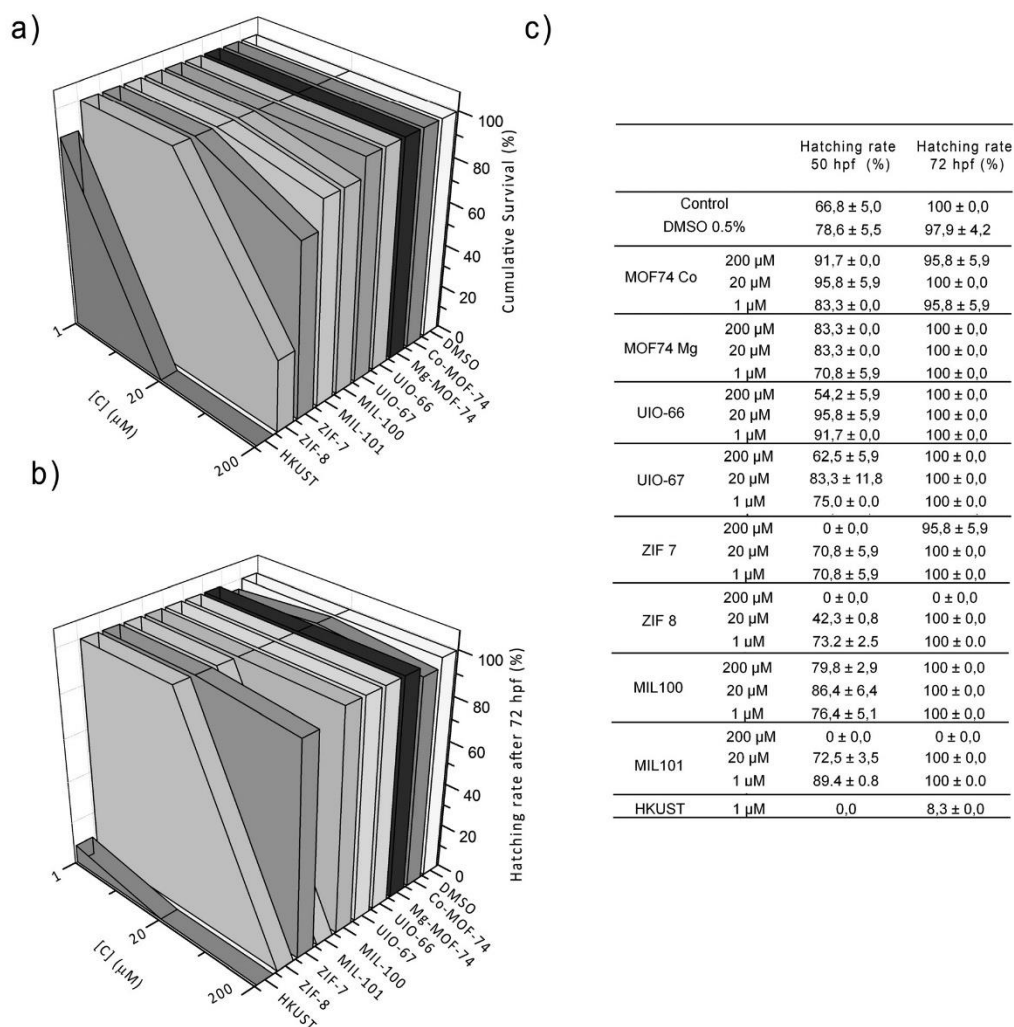 a)
100
80
60
40
20
0
Cumulative Survival (%)
1
20
200
[C] (µM)
DMSO
Co-MOF-74
Mg-MOF-74
UIO-66
UIO-67
MIL-100
MIL-101
ZIF-7
ZIF-8
HKUST
b)
100
80
60
40
20
0
Hatching rate after 72 hpf (%)
1
20
200
[C] (µM)
DMSO
Co-MOF-74
Mg-MOF-74
UIO-66
UIO-67
MIL-100
MIL-101
ZIF-7
ZIF-8
HKUST
c)
Hatching rate Hatching rate
50 hpf (%) 72 hpf (%)
Control 66,8 ± 5,0 100 ± 0,0
DMSO 0.5% 78,6 ± 5,5 97,9 ± 4,2
MOF74 Co 200 µM 91,7 ± 0,0 95,8 ± 5,9
20 µM 95,8 ± 5,9 100 ± 0,0
1 µM 83,3 ± 0,0 95,8 ± 5,9
MOF74 Mg 200 µM 83,3 ± 0,0 100 ± 0,0
20 µM 83,3 ± 0,0 100 ± 0,0
1 µM 70,8 ± 5,9 100 ± 0,0
UIO-66 200 µM 54,2 ± 5,9 100 ± 0,0
20 µM 95,8 ± 5,9 100 ± 0,0
1 µM 91,7 ± 0,0 100 ± 0,0
UIO-67 200 µM 62,5 ± 5,9 100 ± 0,0
20 µM 83,3 ± 11,8 100 ± 0,0
1 µM 75,0 ± 0,0 100 ± 0,0
ZIF 7 200 µM 0 ± 0,0 95,8 ± 5,9
20 µM 70,8 ± 5,9 100 ± 0,0
1 µM 70,8 ± 5,9 100 ± 0,0
ZIF 8 200 µM 0 ± 0,0 0 ± 0,0
20 µM 42,3 ± 0,8 100 ± 0,0
1 uM 73.2 ± 2.5 100 ± 0.0
MIL100 200 µM 79,8 ± 2,9 100 ± 0,0
20 µM 86,4 ± 6,4 100 ± 0,0
1 µM 76,4 ± 5,1 100 ± 0,0
MIL101 200 µM 0 ± 0,0 0 ± 0,0
20 µM 72,5 ± 3,5 100 ± 0,0
1 uM 89.4 ± 0.8 100 ± 0.0
HKUST 1 µM 0,0 8,3 ± 0,0